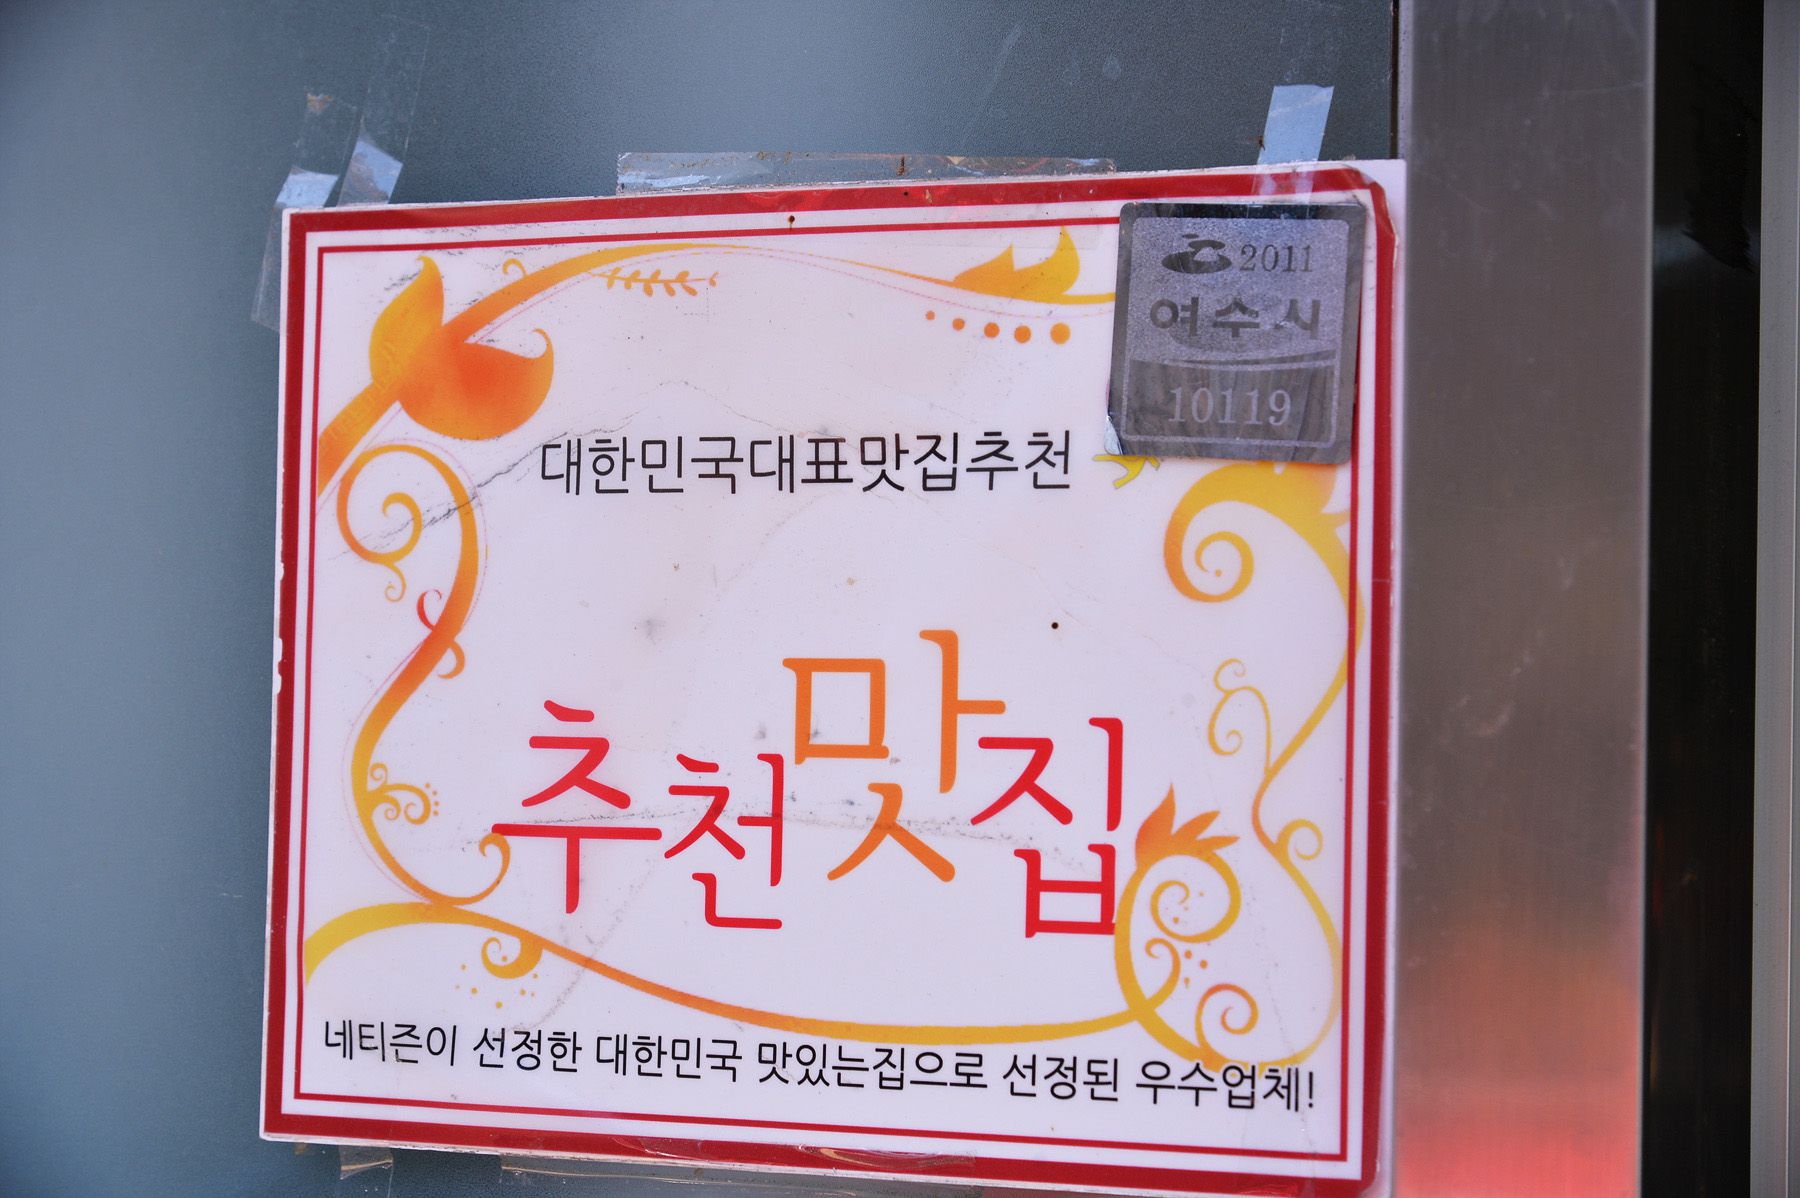 2011
여수시
10119
대한민국대표맛집추천
추천맛집
네티즌이 선정한 대한민국 맛있는집으로 선정된 우수업체!